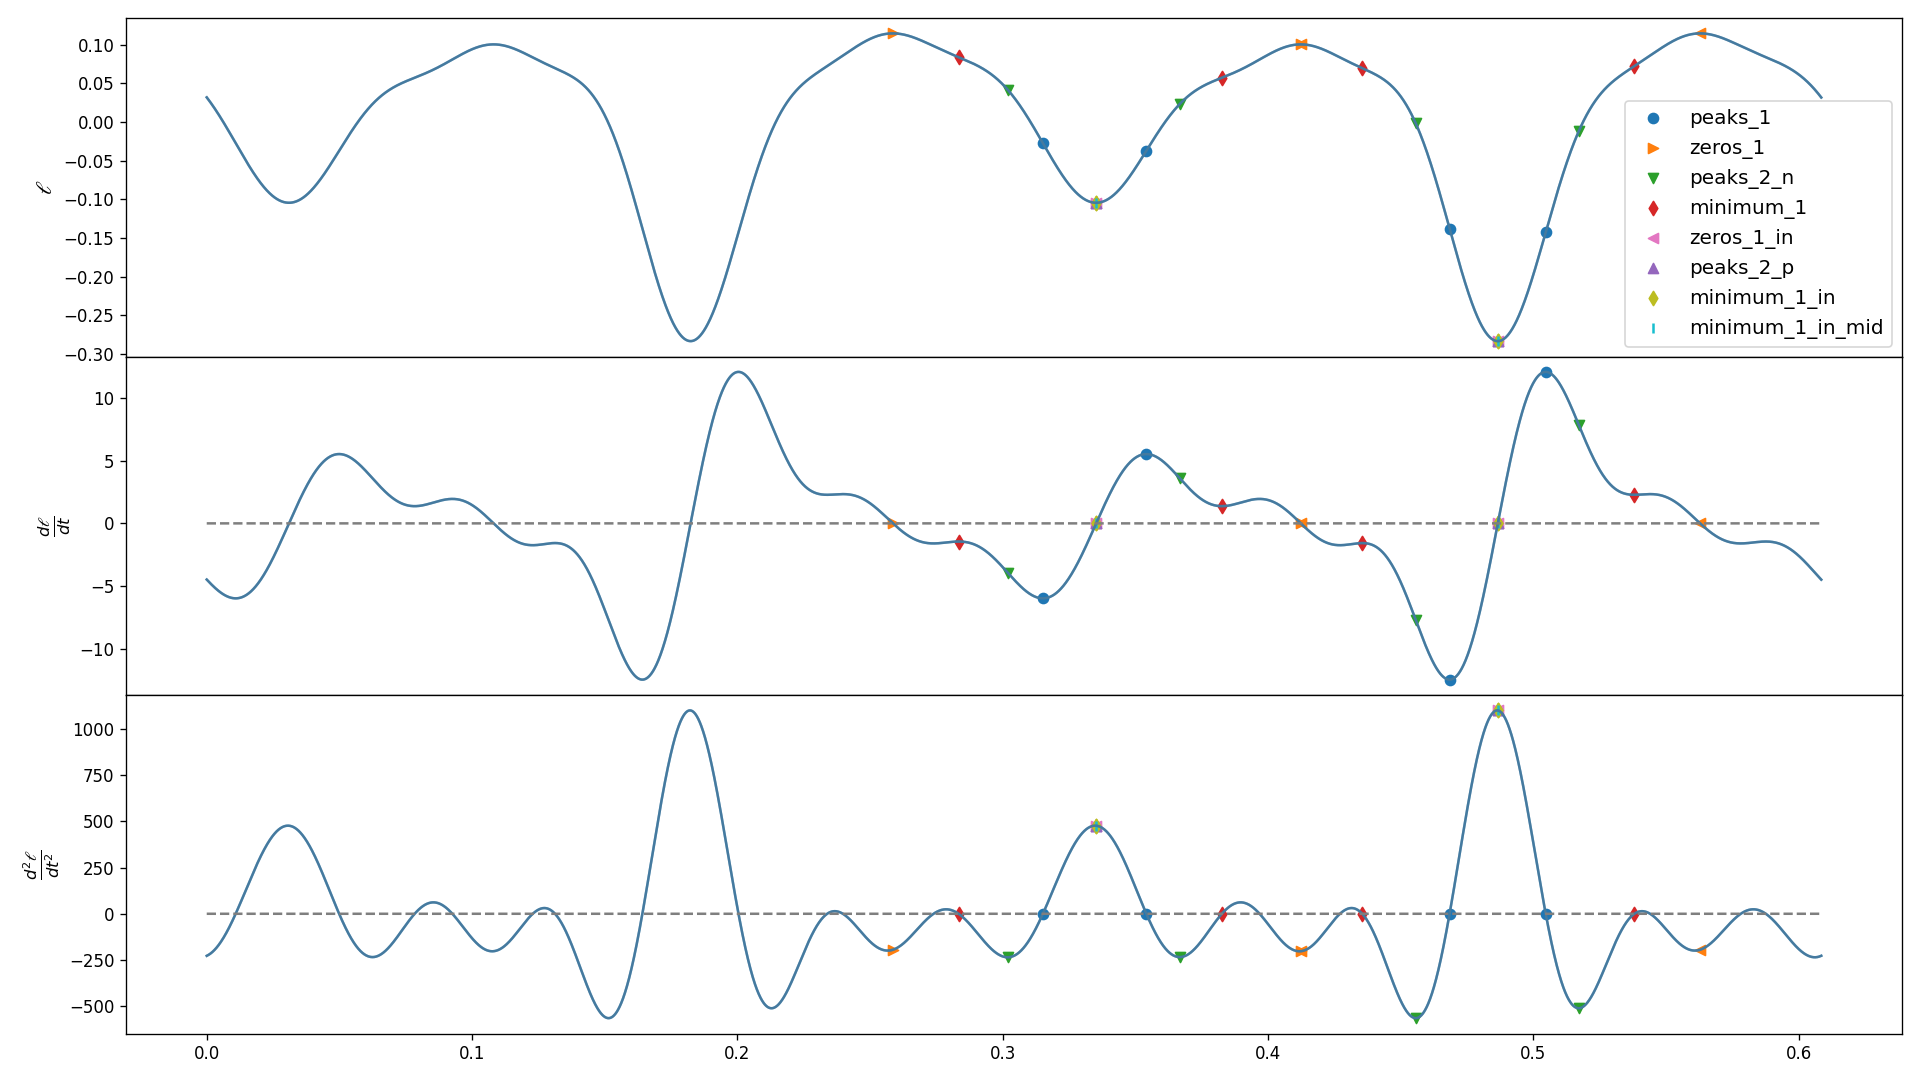 0.10
0.05
0.00
−0.05
−0.10
−0.15
−0.20
−0.25
−0.30
ℓ
peaks_1
zeros_1
peaks_2_n
minimum_1
zeros_1_in
peaks_2_p
minimum_1_in
minimum_1_in_mid
10
5
0
−5
−10
dℓ
dt
1000
750
500
250
0
−250
−500
d²ℓ
dt²
0.0 0.1 0.2 0.3 0.4 0.5 0.6